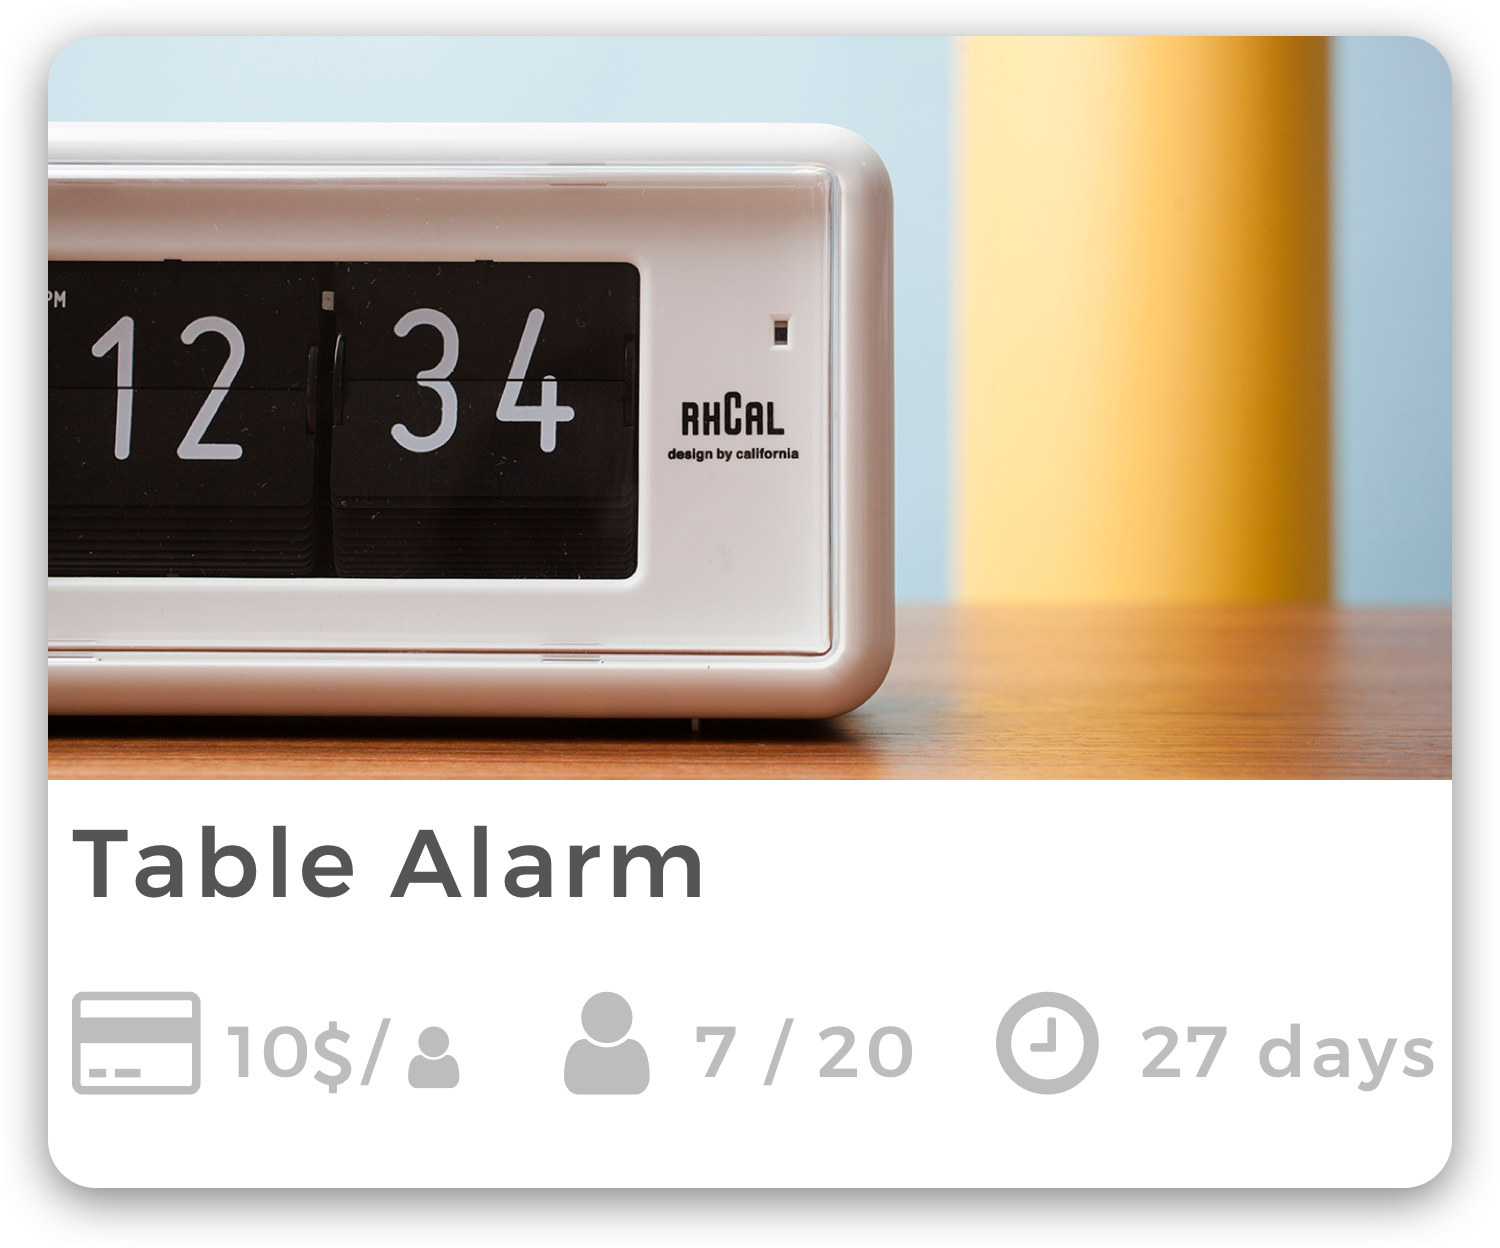 PM
12 34
RHCAL
design by california
Table Alarm
10$/ 7 / 20 27 days